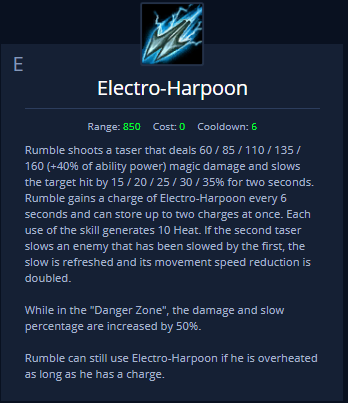 E
Electro-Harpoon
Range: 850 Cost: 0 Cooldown: 6
Rumble shoots a taser that deals 60 / 85 / 110 / 135 /
160 (+40% of ability power) magic damage and slows
the target hit by 15 / 20 / 25 / 30 / 35% for two seconds.
Rumble gains a charge of Electro-Harpoon every 6
seconds and can store up to two charges at once. Each
use of the skill generates 10 Heat. If the second taser
slows an enemy that has been slowed by the first, the
slow is refreshed and its movement speed reduction is
doubled.
While in the "Danger Zone", the damage and slow
percentage are increased by 50%.
Rumble can still use Electro-Harpoon if he is overheated
as long as he has a charge.